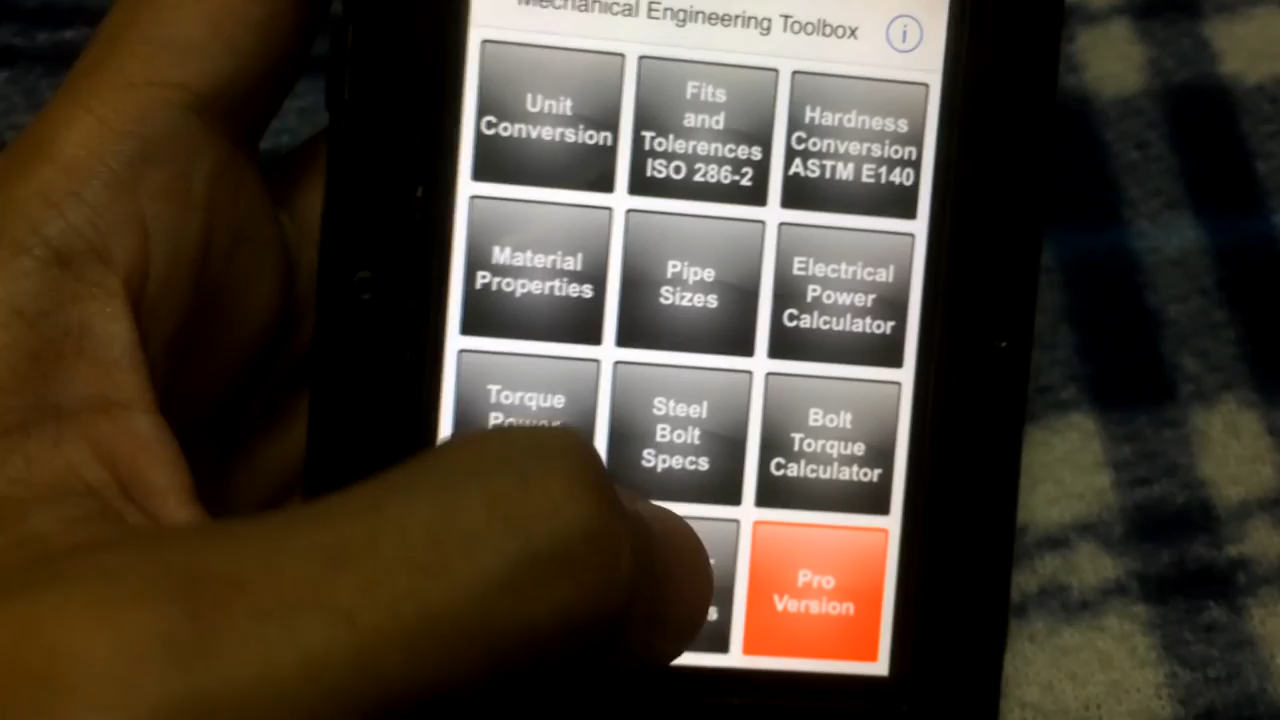 Mechanical Engineering Toolbox
i
Unit
Conversion
Fits
and
Tolerences
ISO 286-2
Hardness
Conversion
ASTM E140
Material
Properties
Pipe
Sizes
Electrical
Power
Calculator
Torque
Power
Steel
Bolt
Specs
Bolt
Torque
Calculator
Pro
Version